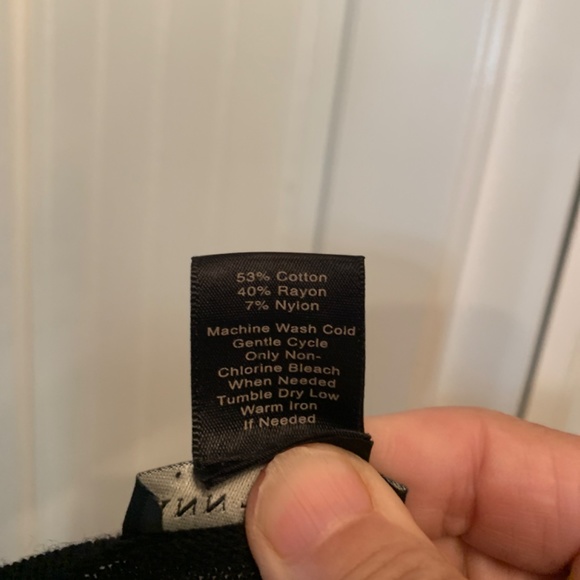 53% Cotton
40% Rayon
7% Nylon
Machine Wash Cold
Gentle Cycle
Only Non-
Chlorine Bleach
When Needed
Tumble Dry Low
Warm Iron
If Needed